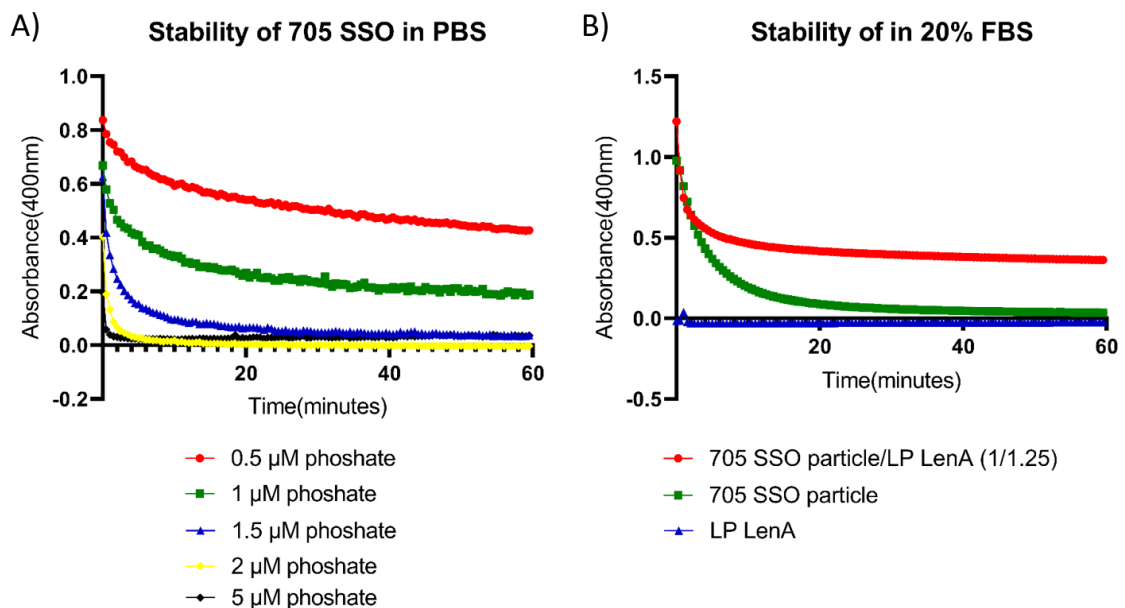 A)
Stability of 705 SSO in PBS
1.0
0.8
0.6
0.4
0.2
0.0
-0.2
Absorbance(400nm)
20
40
60
Time(minutes)
0.5 µM phoshate
1 µM phoshate
1.5 µM phoshate
2 µM phoshate
5 µM phoshate
B)
Stability of in 20% FBS
1.5
1.0
0.5
0.0
-0.5
Absorbance(400nm)
20
40
60
Time(minutes)
705 SSO particle/LP LenA (1/1.25)
705 SSO particle
LP LenA